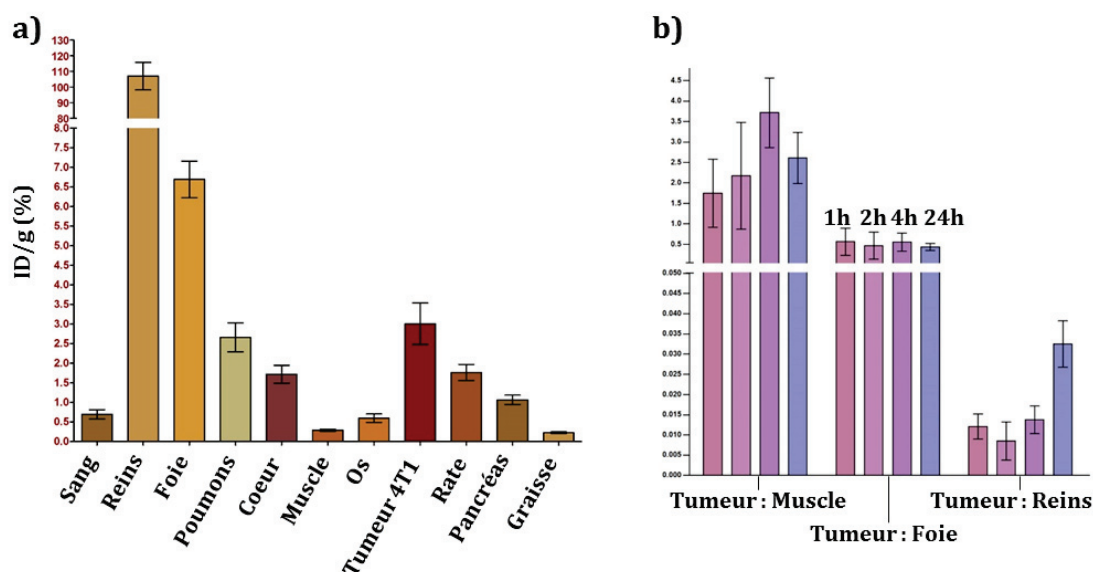 a)
ID/g (%)
130
120
110
100
90
80
8.0
7.5
7.0
6.5
6.0
5.5
5.0
4.5
4.0
3.5
3.0
2.5
2.0
1.5
1.0
0.5
0.0
Sang
Reins
Foie
Poumons
Coeur
Muscle
Os
Tumeur 4T1
Rate
Pancréas
Graisse
b)
4.5
4.0
3.5
3.0
2.5
2.0
1.5
1.0
0.5
0.050
0.045
0.040
0.035
0.030
0.025
0.020
0.015
0.010
0.005
0.000
1h 2h 4h 24h
Tumeur : Muscle
Tumeur : Foie
Tumeur : Reins